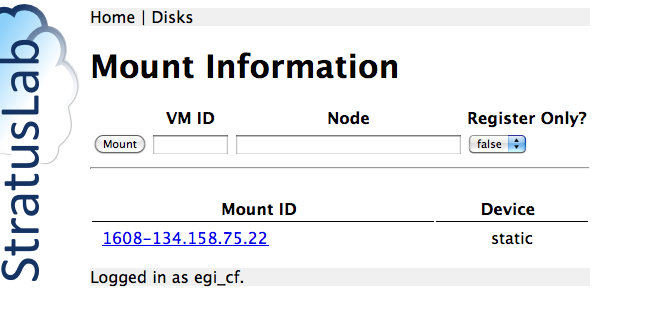 StratusLab
Home | Disks
Mount Information
VM ID Node Register Only?
Mount false
Mount ID Device
1608-134.158.75.22 static
Logged in as egi_cf.